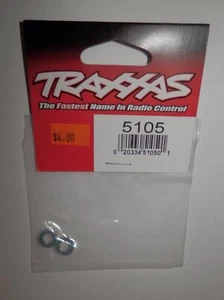 TRAXXAS
The Fastest Name In Radio Control
$4.00
5105
0 20334 51050 1